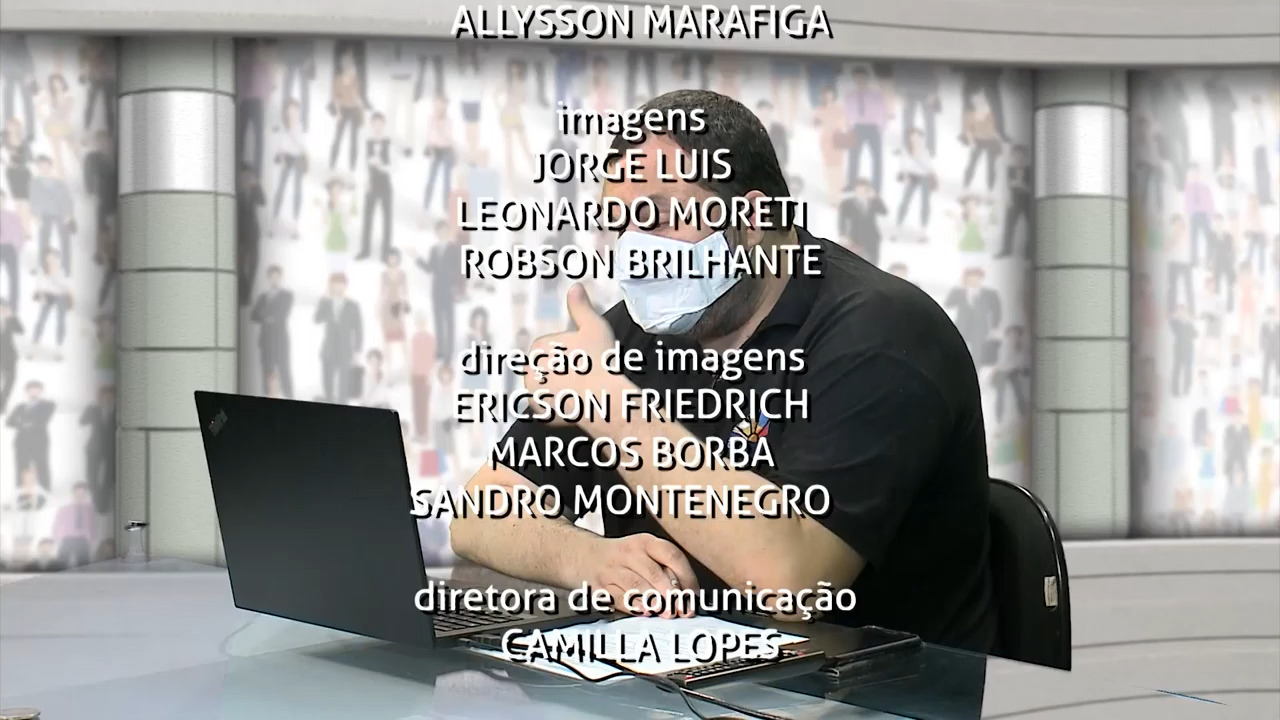 ALLYSSON MARAFIGA
imagens
JORGE LUIS
LEONARDO MORETI
ROBSON BRILHANTE
direção de imagens
ERICSON FRIEDRICH
MARCOS BORBA
SANDRO MONTENEGRO
diretora de comunicação
CAMILLA LOPES